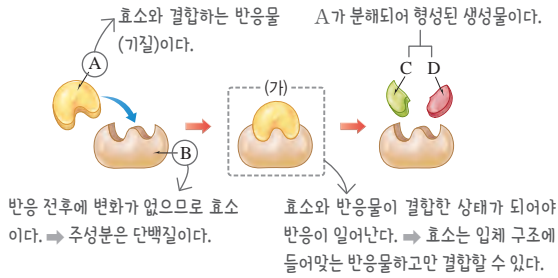 효소와 결합하는 반응물
(기질)이다.
A가 분해되어 형성된 생성물이다.
A
C D
(가)
B
반응 전후에 변화가 없으므로 효소
이다. ➡ 주성분은 단백질이다.
효소와 반응물이 결합한 상태가 되어야
반응이 일어난다. ➡ 효소는 입체 구조에
들어맞는 반응물하고만 결합할 수 있다.